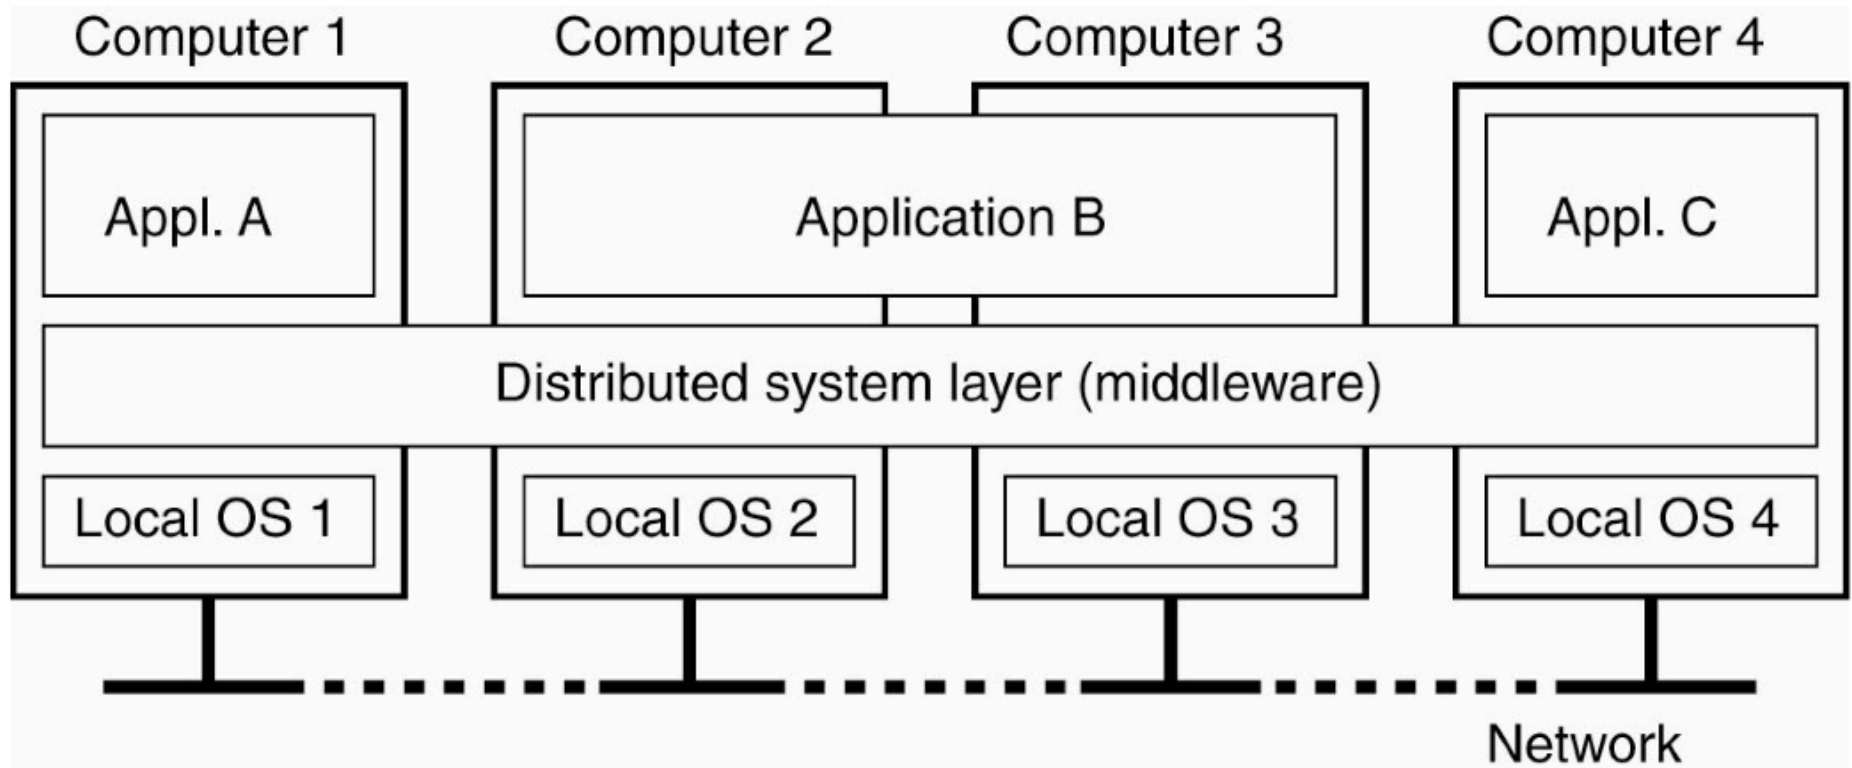 Computer 1
Computer 2
Computer 3
Computer 4
Appl. A
Application B
Appl. C
Distributed system layer (middleware)
Local OS 1
Local OS 2
Local OS 3
Local OS 4
Network